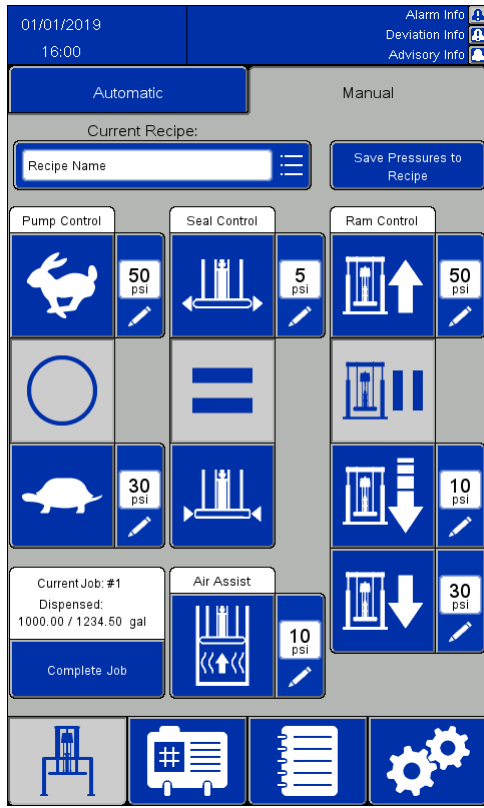 01/01/2019
16:00
Alarm Info
Deviation Info
Advisory Info
Automatic
Manual
Current Recipe:
Recipe Name
Save Pressures to
Recipe
Pump Control
Seal Control
Ram Control
50
psi
5
psi
50
psi
30
psi
10
psi
30
psi
Current Job: #1
Dispensed:
1000.00 / 1234.50 gal
Complete Job
Air Assist
10
psi
#